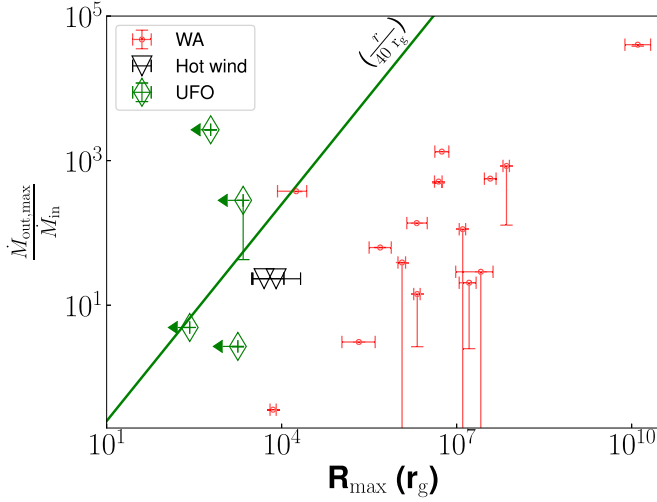 10^5
10^3
10^1
Ṁ_out,max
Ṁ_in
WA
Hot wind
UFO
(r / 40 r_g)
10^1
10^4
10^7
10^10
R_max (r_g)